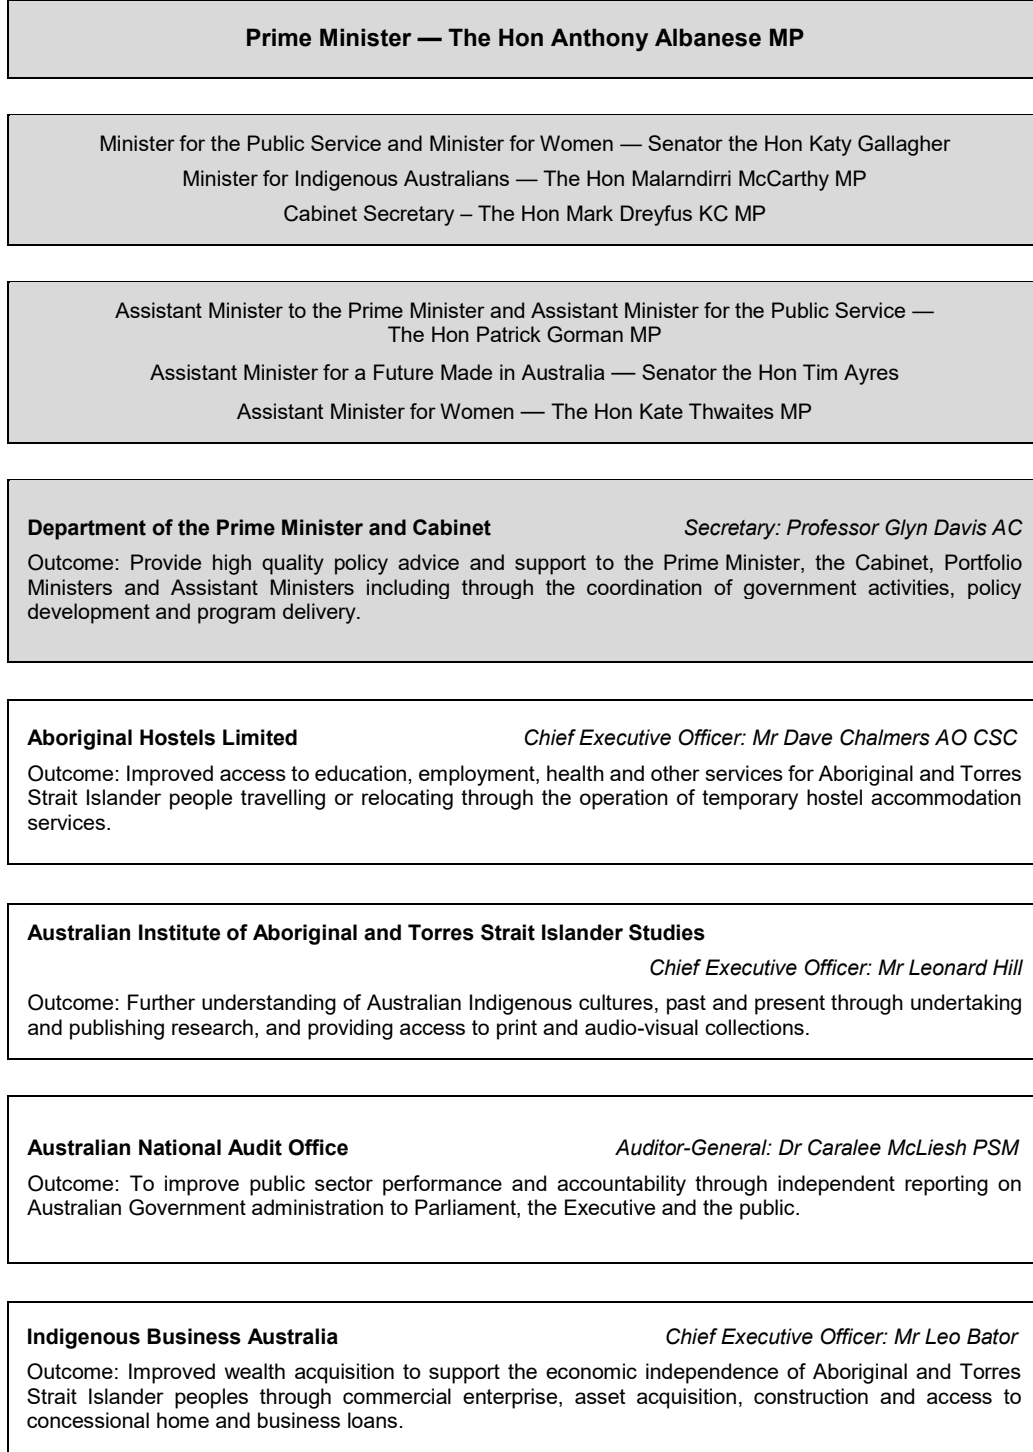 Prime Minister — The Hon Anthony Albanese MP
Minister for the Public Service and Minister for Women — Senator the Hon Katy Gallagher
Minister for Indigenous Australians — The Hon Malarndirri McCarthy MP
Cabinet Secretary – The Hon Mark Dreyfus KC MP
Assistant Minister to the Prime Minister and Assistant Minister for the Public Service —
The Hon Patrick Gorman MP
Assistant Minister for a Future Made in Australia — Senator the Hon Tim Ayres
Assistant Minister for Women — The Hon Kate Thwaites MP
Department of the Prime Minister and Cabinet Secretary: Professor Glyn Davis AC
Outcome: Provide high quality policy advice and support to the Prime Minister, the Cabinet, Portfolio
Ministers and Assistant Ministers including through the coordination of government activities, policy
development and program delivery.
Aboriginal Hostels Limited Chief Executive Officer: Mr Dave Chalmers AO CSC
Outcome: Improved access to education, employment, health and other services for Aboriginal and Torres
Strait Islander people travelling or relocating through the operation of temporary hostel accommodation
services.
Australian Institute of Aboriginal and Torres Strait Islander Studies
Chief Executive Officer: Mr Leonard Hill
Outcome: Further understanding of Australian Indigenous cultures, past and present through undertaking
and publishing research, and providing access to print and audio-visual collections.
Australian National Audit Office Auditor-General: Dr Caralee McLiesh PSM
Outcome: To improve public sector performance and accountability through independent reporting on
Australian Government administration to Parliament, the Executive and the public.
Indigenous Business Australia Chief Executive Officer: Mr Leo Bator
Outcome: Improved wealth acquisition to support the economic independence of Aboriginal and Torres
Strait Islander peoples through commercial enterprise, asset acquisition, construction and access to
concessional home and business loans.